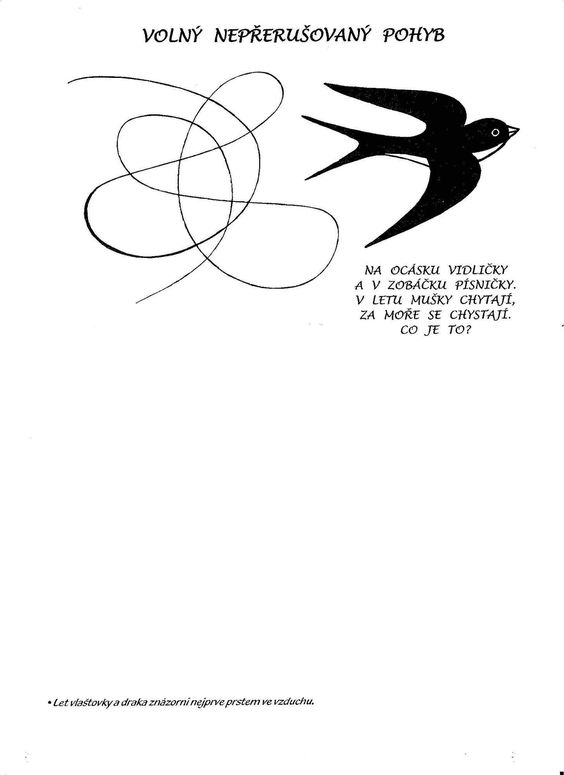 VOLNÝ NEPŘERUŠOVANÝ POHYB
NA OCÁSKU VIDLIČKY
A V ZOBÁČKU PÍSNIČKY.
V LETU MUŠKY CHYTAJÍ,
ZA MOŘE SE CHYSTAJÍ.
CO JE TO?
• Let vlaštovky a draka znázorni nejprve prstem ve vzduchu.